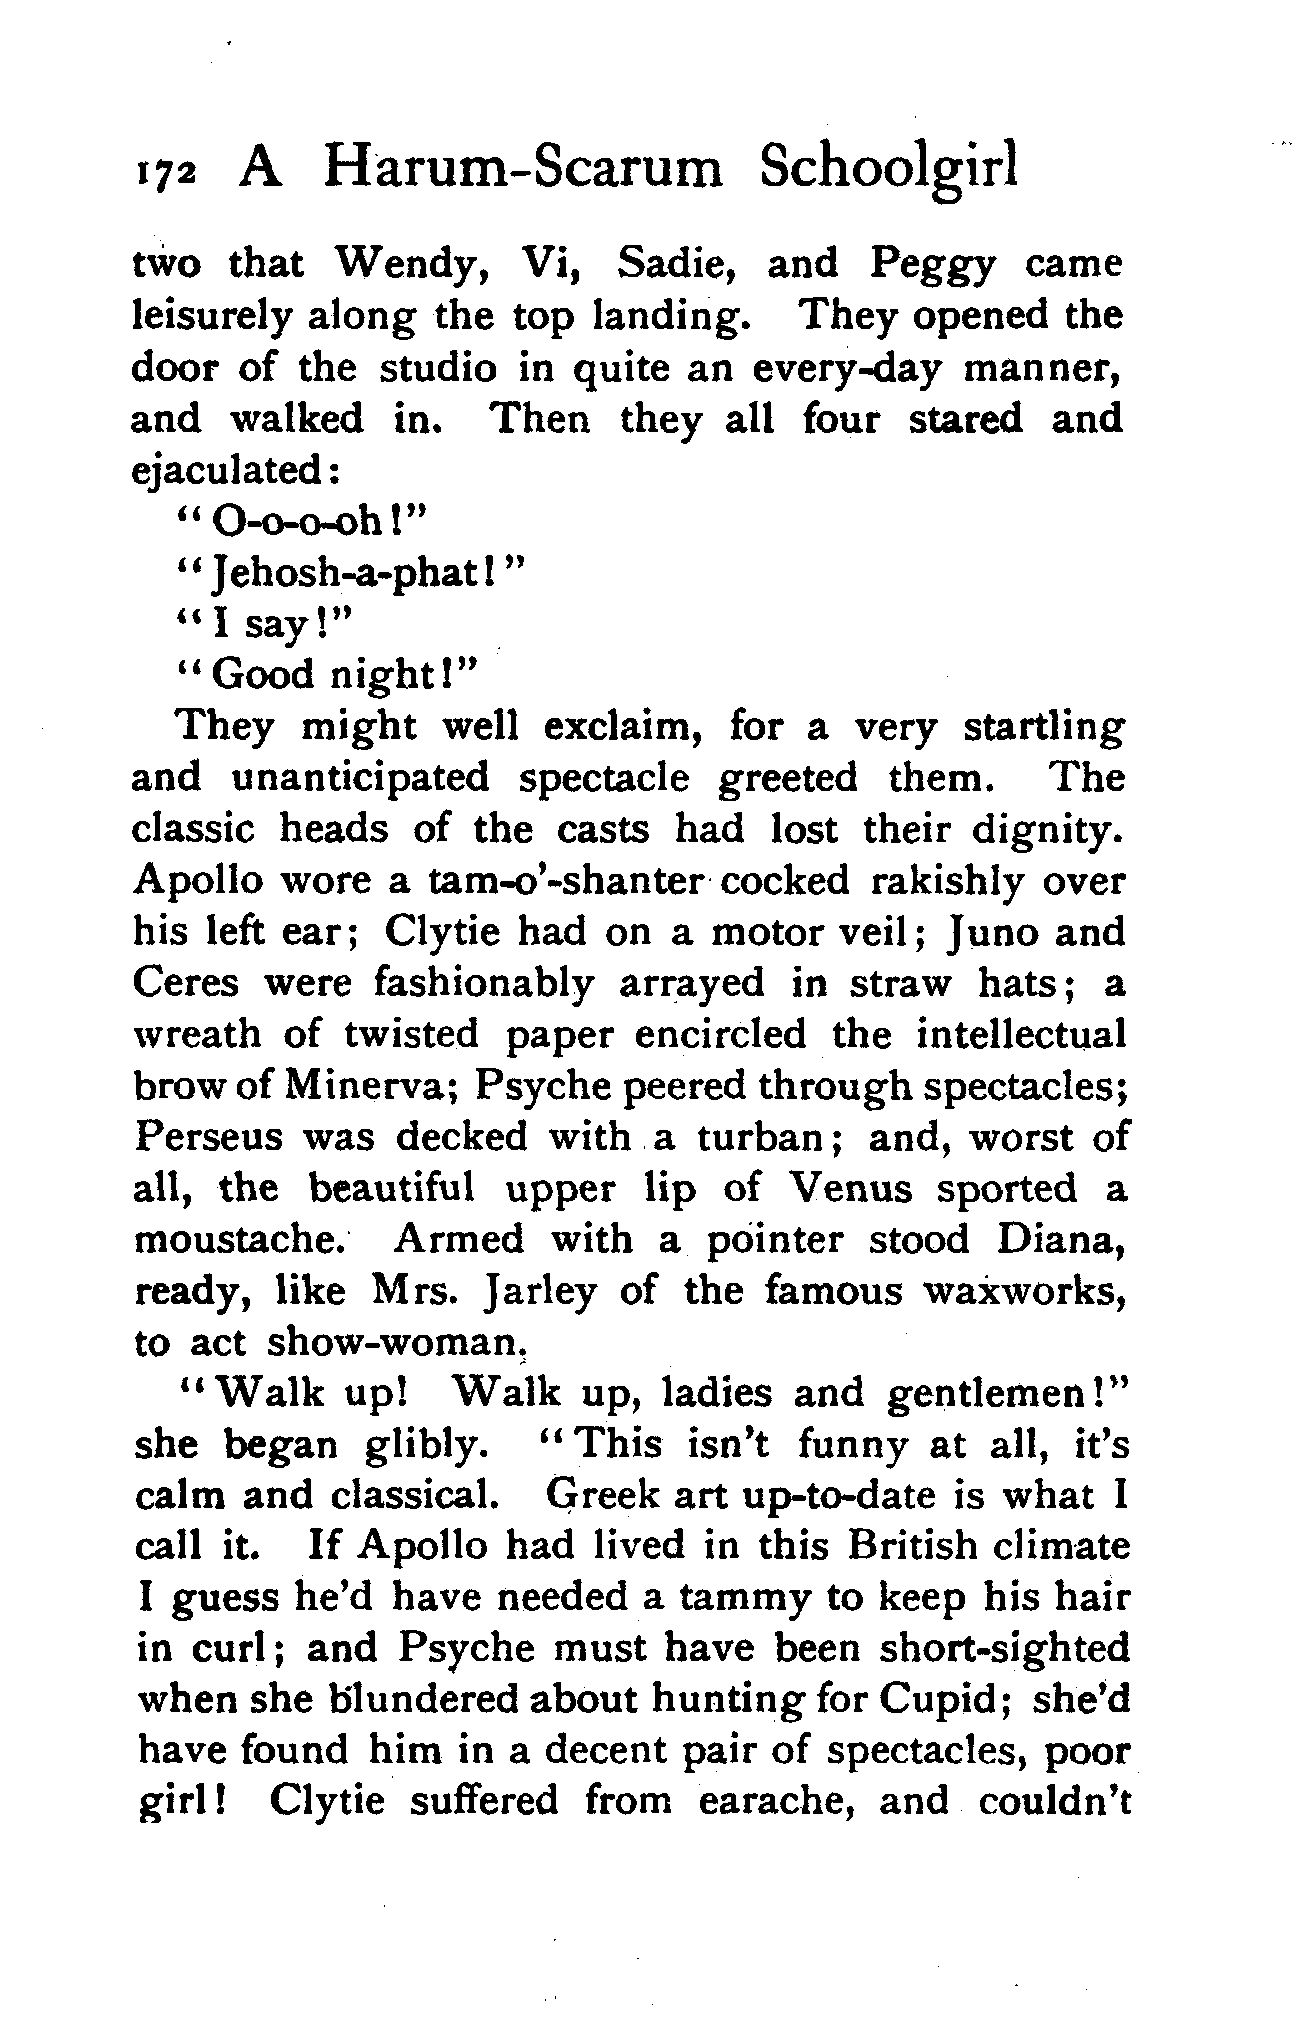 172 A Harum-Scarum Schoolgirl
two that Wendy, Vi, Sadie, and Peggy came
leisurely along the top landing. They opened the
door of the studio in quite an every-day manner,
and walked in. Then they all four stared and
ejaculated:
"O-o-o-oh!"
"Jehosh-a-phat!"
"I say!"
"Good night!"
They might well exclaim, for a very startling
and unanticipated spectacle greeted them. The
classic heads of the casts had lost their dignity.
Apollo wore a tam-o'-shanter cocked rakishly over
his left ear; Clytie had on a motor veil; Juno and
Ceres were fashionably arrayed in straw hats; a
wreath of twisted paper encircled the intellectual
brow of Minerva; Psyche peered through spectacles;
Perseus was decked with a turban; and, worst of
all, the beautiful upper lip of Venus sported a
moustache. Armed with a pointer stood Diana,
ready, like Mrs. Jarley of the famous waxworks,
to act show-woman.
"Walk up! Walk up, ladies and gentlemen!"
she began glibly. "This isn't funny at all, it's
calm and classical. Greek art up-to-date is what I
call it. If Apollo had lived in this British climate
I guess he'd have needed a tammy to keep his hair
in curl; and Psyche must have been short-sighted
when she blundered about hunting for Cupid; she'd
have found him in a decent pair of spectacles, poor
girl! Clytie suffered from earache, and couldn't